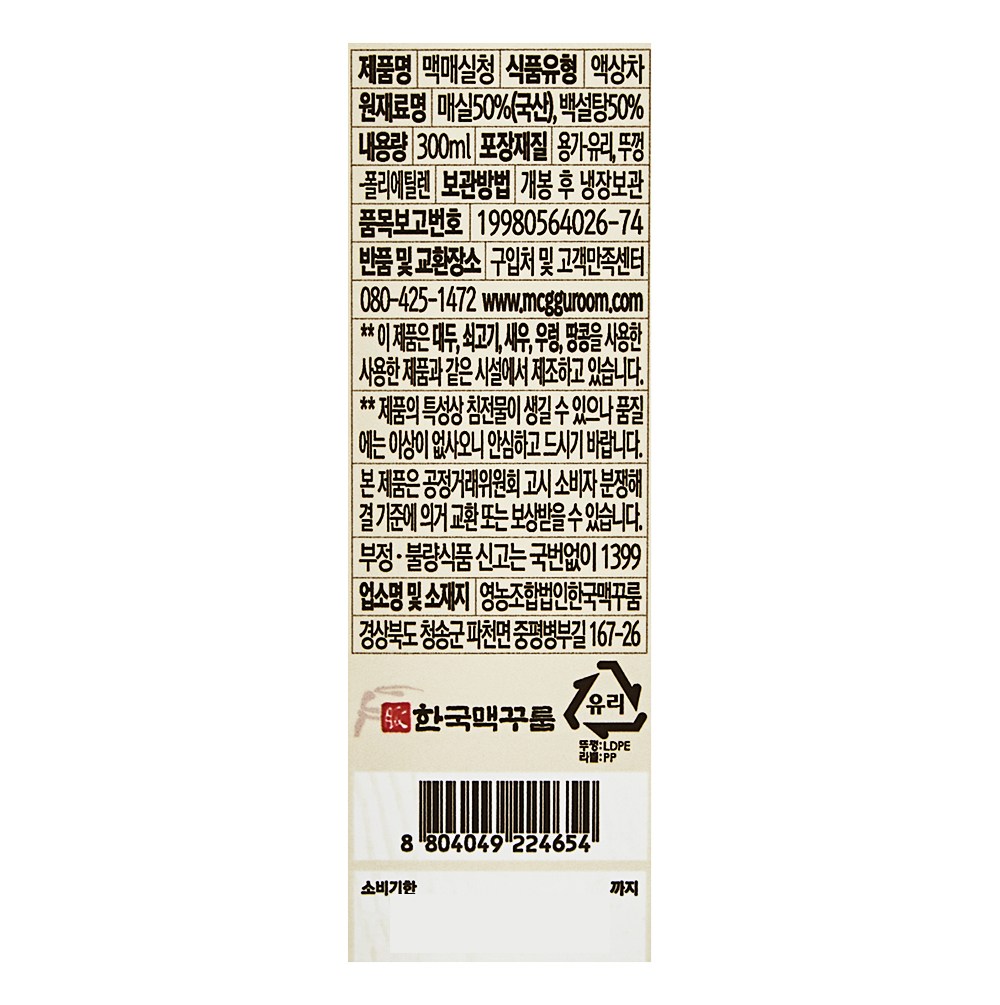 제품명 맥매실청 식품유형 액상차
원재료명 매실50%(국산), 백설탕50%
내용량 300ml 포장재질 용기-유리, 뚜껑
-폴리에틸렌 보관방법 개봉 후 냉장보관
품목보고번호 19980564026-74
반품 및 교환장소 구입처 및 고객만족센터
080-425-1472 www.mcgguroom.com
** 이 제품은 대두, 쇠고기, 새우, 우렁, 땅콩을 사용한
사용한 제품과 같은 시설에서 제조하고 있습니다.
** 제품의 특성상 침전물이 생길 수 있으나 품질
에는 이상이 없사오니 안심하고 드시기 바랍니다.
본 제품은 공정거래위원회 고시 소비자 분쟁해
결 기준에 의거 교환 또는 보상받을 수 있습니다.
부정·불량식품 신고는 국번없이 1399
업소명 및 소재지 영농조합법인한국맥꾸룸
경상북도 청송군 파천면 중평병부길 167-26
한국맥꾸룸
유리
뚜껑:LDPE
라벨:PP
8 804049 224654
소비기한 까지